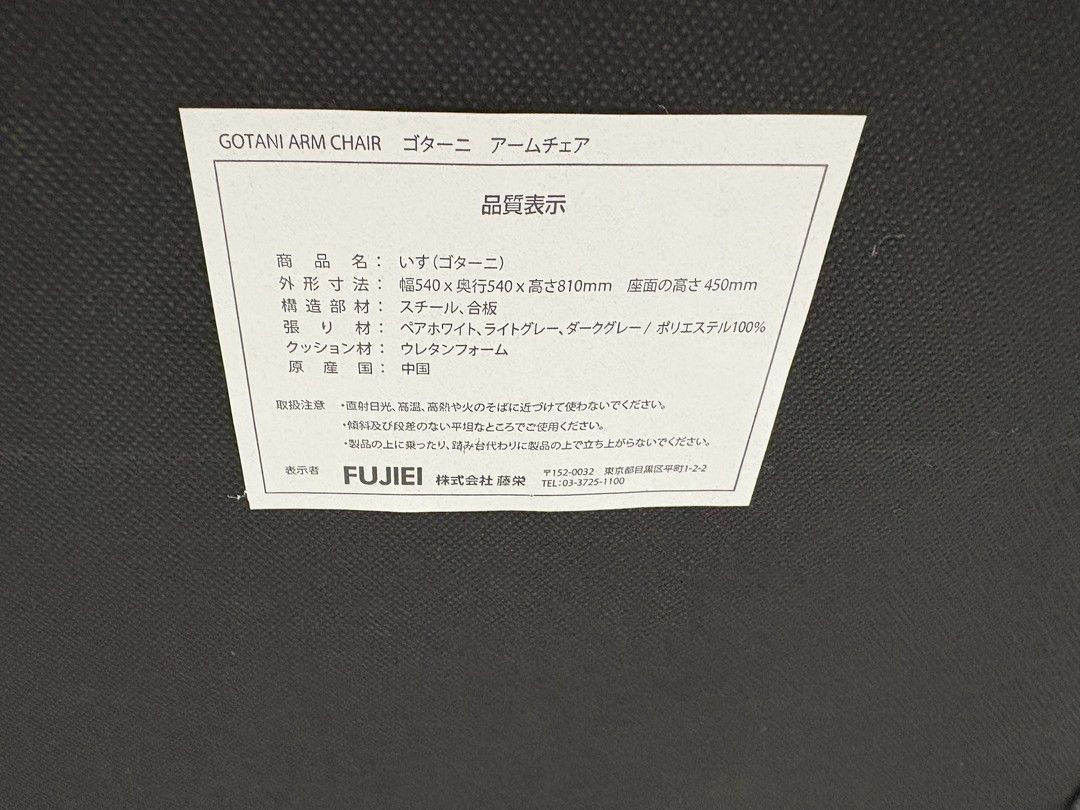 GOTANI ARM CHAIR ゴターニ アームチェア
品質表示
商品名： いす（ゴターニ）
外形寸法： 幅540 x 奥行540 x 高さ810mm 座面の高さ 450mm
構造部材： スチール、合板
張り材： ペアホワイト、ライトグレー、ダークグレー / ポリエステル100%
クッション材： ウレタンフォーム
原産国： 中国
取扱注意 ・直射日光、高温、高熱や火のそばに近づけて使わないでください。
・傾斜及び段差のない平坦なところでご使用ください。
・製品の上に乗ったり、踏み台代わりに製品の上で立ち上がらないでください。
表示者 FUJIEI 株式会社 藤栄 〒152-0032 東京都目黒区平町1-2-2
TEL：03-3725-1100